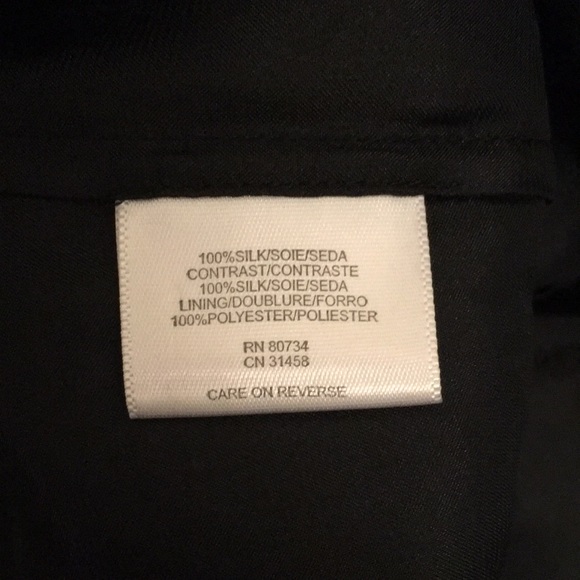 100%SILK/SOIE/SEDA
CONTRAST/CONTRASTE
100%SILK/SOIE/SEDA
LINING/DOUBLURE/FORRO
100%POLYESTER/POLIESTER
RN 80734
CN 31458
CARE ON REVERSE